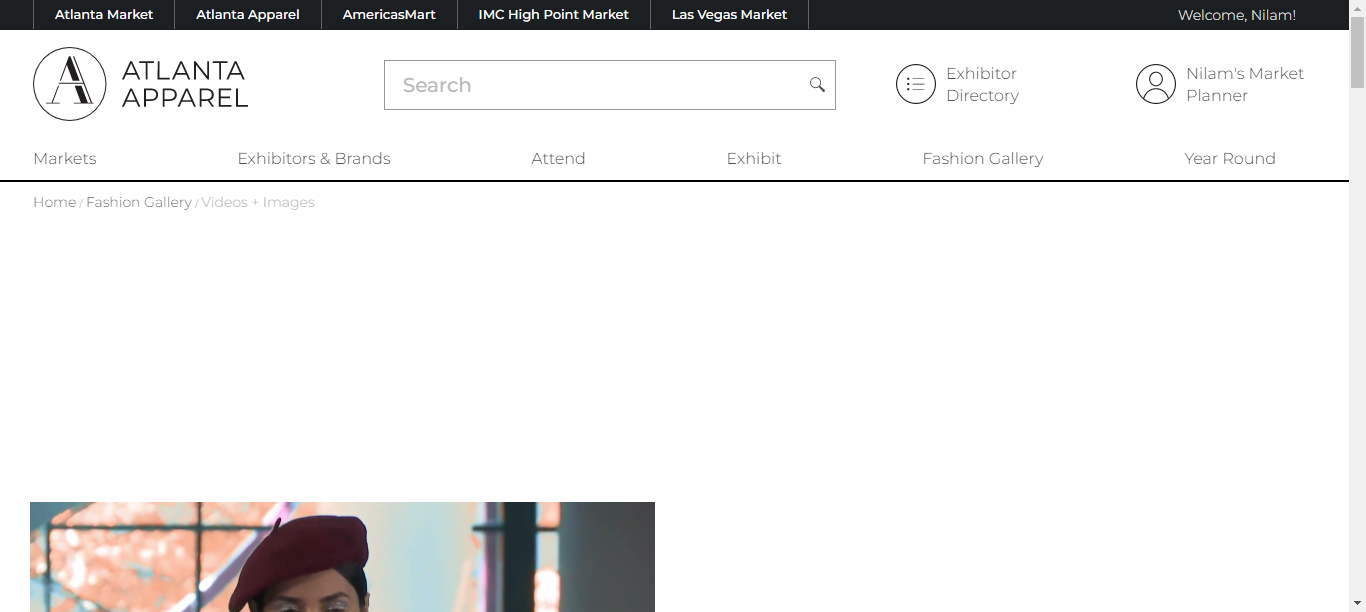 Atlanta Market Atlanta Apparel AmericasMart IMC High Point Market Las Vegas Market Welcome, Nilam!
ATLANTA
APPAREL
Search
Exhibitor
Directory
Nilam's Market
Planner
Markets Exhibitors & Brands Attend Exhibit Fashion Gallery Year Round
Home / Fashion Gallery / Videos + Images